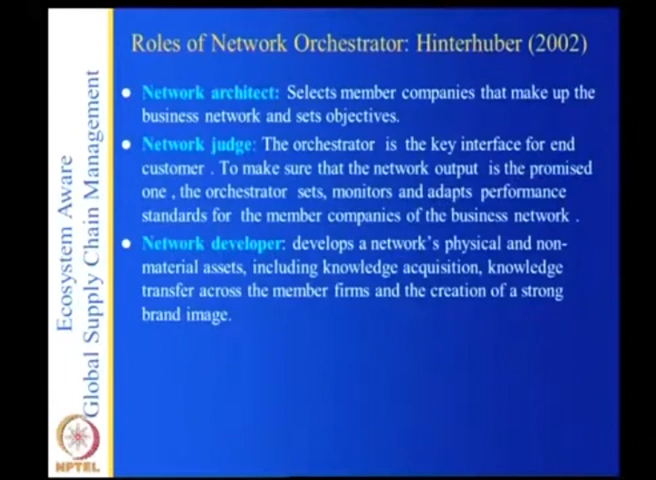 Roles of Network Orchestrator: Hinterhuber (2002)
Network architect: Selects member companies that make up the
business network and sets objectives.
Network judge: The orchestrator is the key interface for end
customer . To make sure that the network output is the promised
one , the orchestrator sets, monitors and adapts performance
standards for the member companies of the business network .
Network developer: develops a network's physical and non-
material assets, including knowledge acquisition, knowledge
transfer across the member firms and the creation of a strong
brand image.
Ecosystem Aware
Global Supply Chain Management
NPTEL